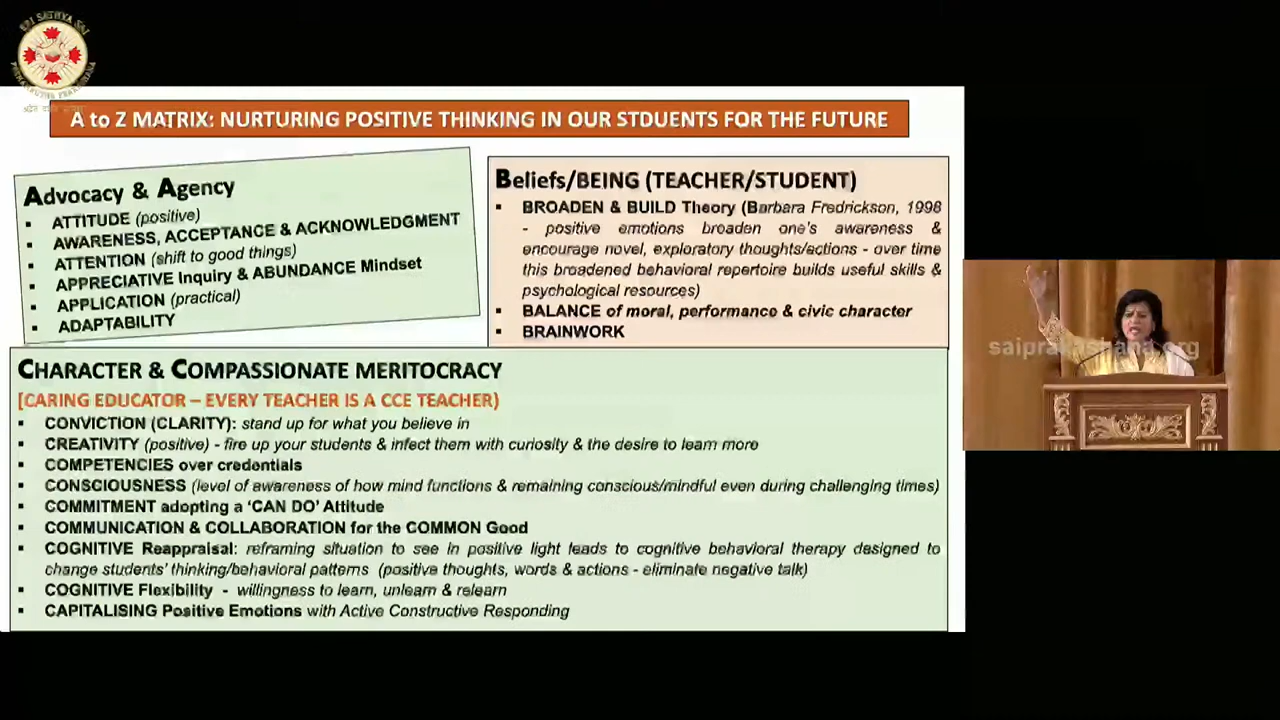 SRI SATHYA SAI
A to Z MATRIX: NURTURING POSITIVE THINKING IN OUR STDUENTS FOR THE FUTURE
Advocacy & Agency
▪ ATTITUDE (positive)
▪ AWARENESS, ACCEPTANCE & ACKNOWLEDGMENT
▪ ATTENTION (shift to good things)
▪ APPRECIATIVE Inquiry & ABUNDANCE Mindset
▪ APPLICATION (practical)
▪ ADAPTABILITY
Beliefs/BEING (TEACHER/STUDENT)
▪ BROADEN & BUILD Theory (Barbara Fredrickson, 1998
- positive emotions broaden one's awareness &
encourage novel, exploratory thoughts/actions - over time
this broadened behavioral repertoire builds useful skills &
psychological resources)
▪ BALANCE of moral, performance & civic character
▪ BRAINWORK
CHARACTER & COMPASSIONATE MERITOCRACY
[CARING EDUCATOR – EVERY TEACHER IS A CCE TEACHER)
▪ CONVICTION (CLARITY): stand up for what you believe in
▪ CREATIVITY (positive) - fire up your students & infect them with curiosity & the desire to learn more
▪ COMPETENCIES over credentials
▪ CONSCIOUSNESS (level of awareness of how mind functions & remaining conscious/mindful even during challenging times)
▪ COMMITMENT adopting a 'CAN DO' Attitude
▪ COMMUNICATION & COLLABORATION for the COMMON Good
▪ COGNITIVE Reappraisal: reframing situation to see in positive light leads to cognitive behavioral therapy designed to
change students' thinking/behavioral patterns (positive thoughts, words & actions - eliminate negative talk)
▪ COGNITIVE Flexibility - willingness to learn, unlearn & relearn
▪ CAPITALISING Positive Emotions with Active Constructive Responding
saiprakashana.org